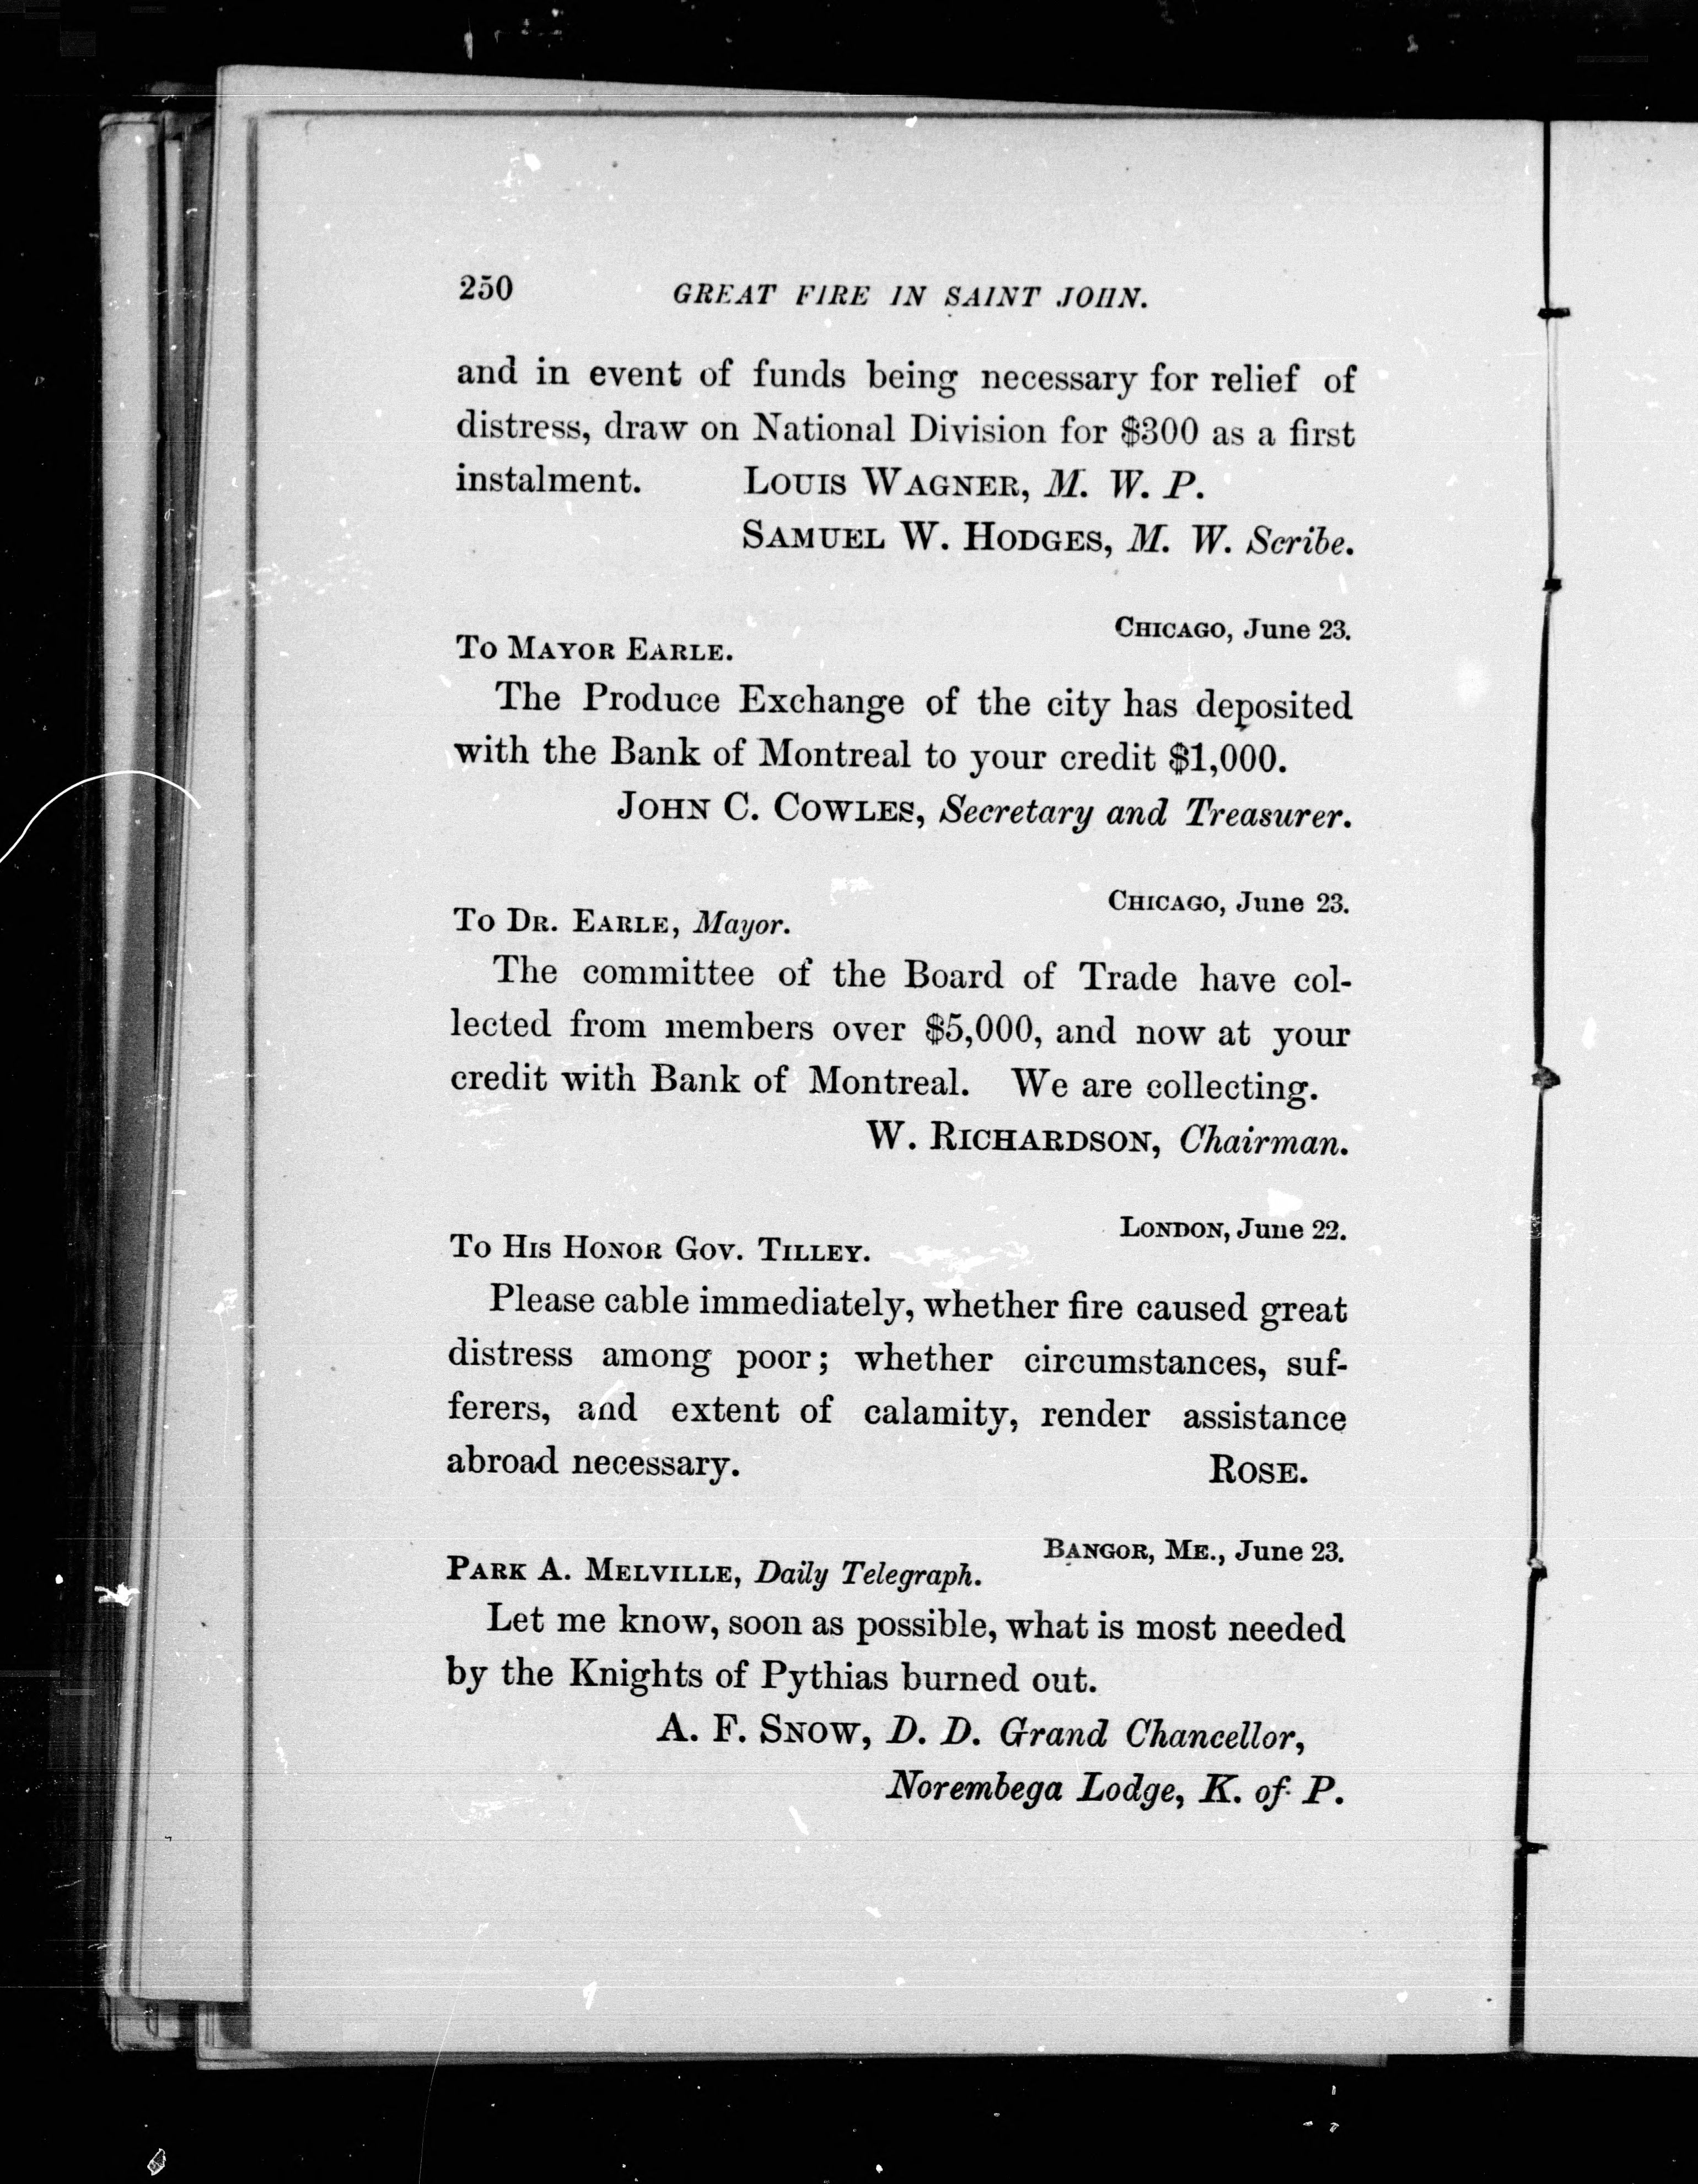 250 GREAT FIRE IN SAINT JOHN.
and in event of funds being necessary for relief of
distress, draw on National Division for $300 as a first
instalment. LOUIS WAGNER, M. W. P.
SAMUEL W. HODGES, M. W. Scribe.
CHICAGO, June 23.
TO MAYOR EARLE.
The Produce Exchange of the city has deposited
with the Bank of Montreal to your credit $1,000.
JOHN C. COWLES, Secretary and Treasurer.
CHICAGO, June 23.
TO DR. EARLE, Mayor.
The committee of the Board of Trade have col-
lected from members over $5,000, and now at your
credit with Bank of Montreal. We are collecting.
W. RICHARDSON, Chairman.
LONDON, June 22.
TO HIS HONOR GOV. TILLEY.
Please cable immediately, whether fire caused great
distress among poor; whether circumstances, suf-
ferers, and extent of calamity, render assistance
abroad necessary. ROSE.
BANGOR, ME., June 23.
PARK A. MELVILLE, Daily Telegraph.
Let me know, soon as possible, what is most needed
by the Knights of Pythias burned out.
A. F. SNOW, D. D. Grand Chancellor,
Norembega Lodge, K. of P.